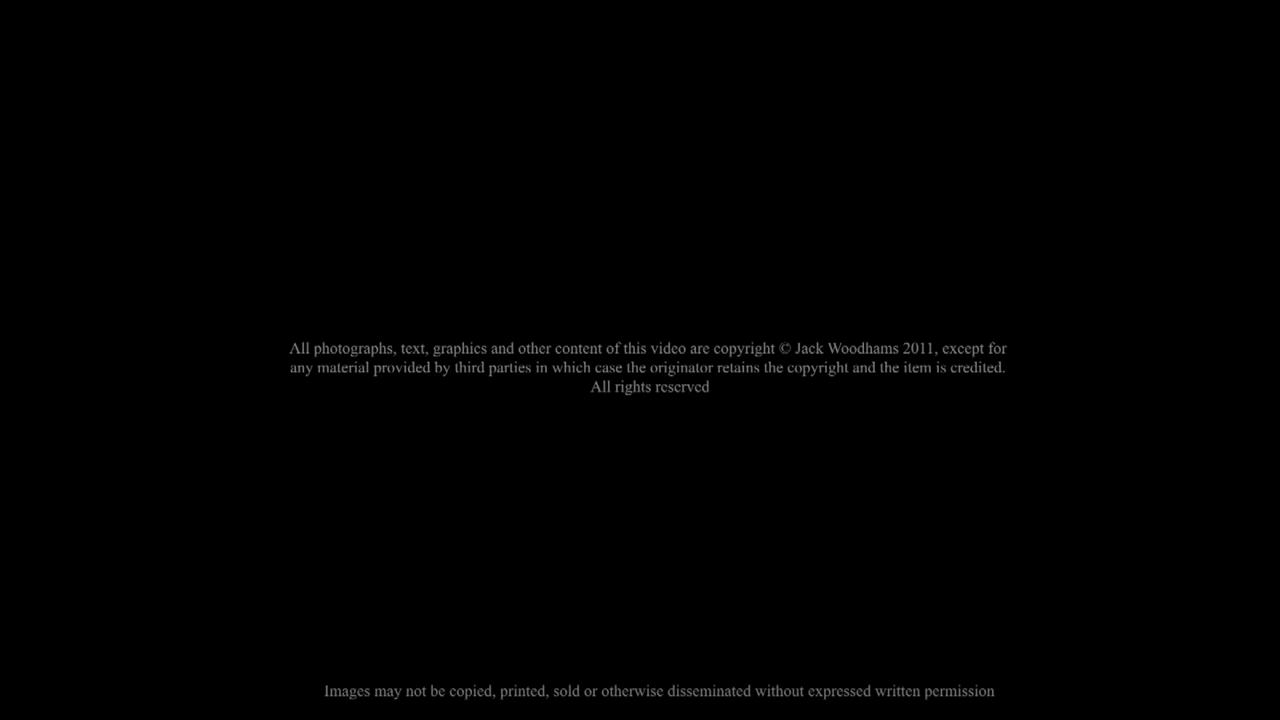 All photographs, text, graphics and other content of this video are copyright © Jack Woodhams 2011, except for
any material provided by third parties in which case the originator retains the copyright and the item is credited.
All rights reserved
Images may not be copied, printed, sold or otherwise disseminated without expressed written permission